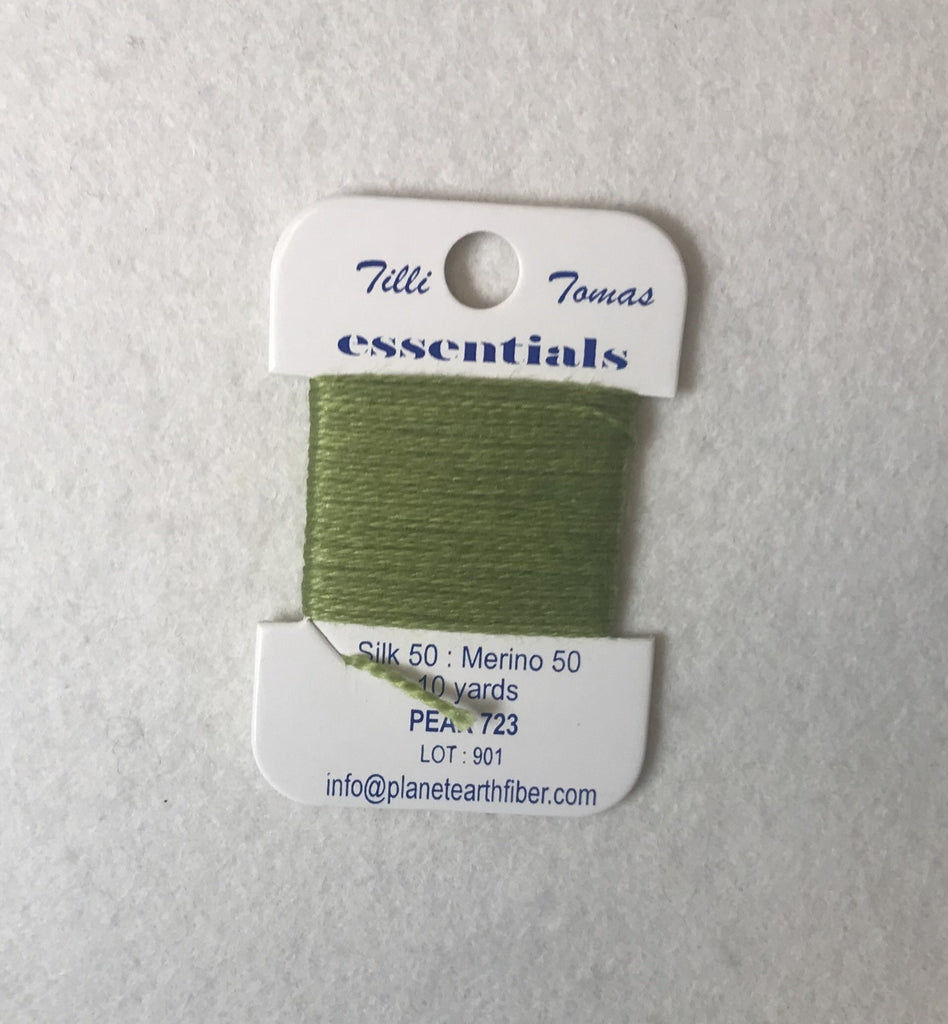 Tilli Tomas
essentials
Silk 50 : Merino 50
10 yards
723
LOT : 901
info@planetearthfiber.com